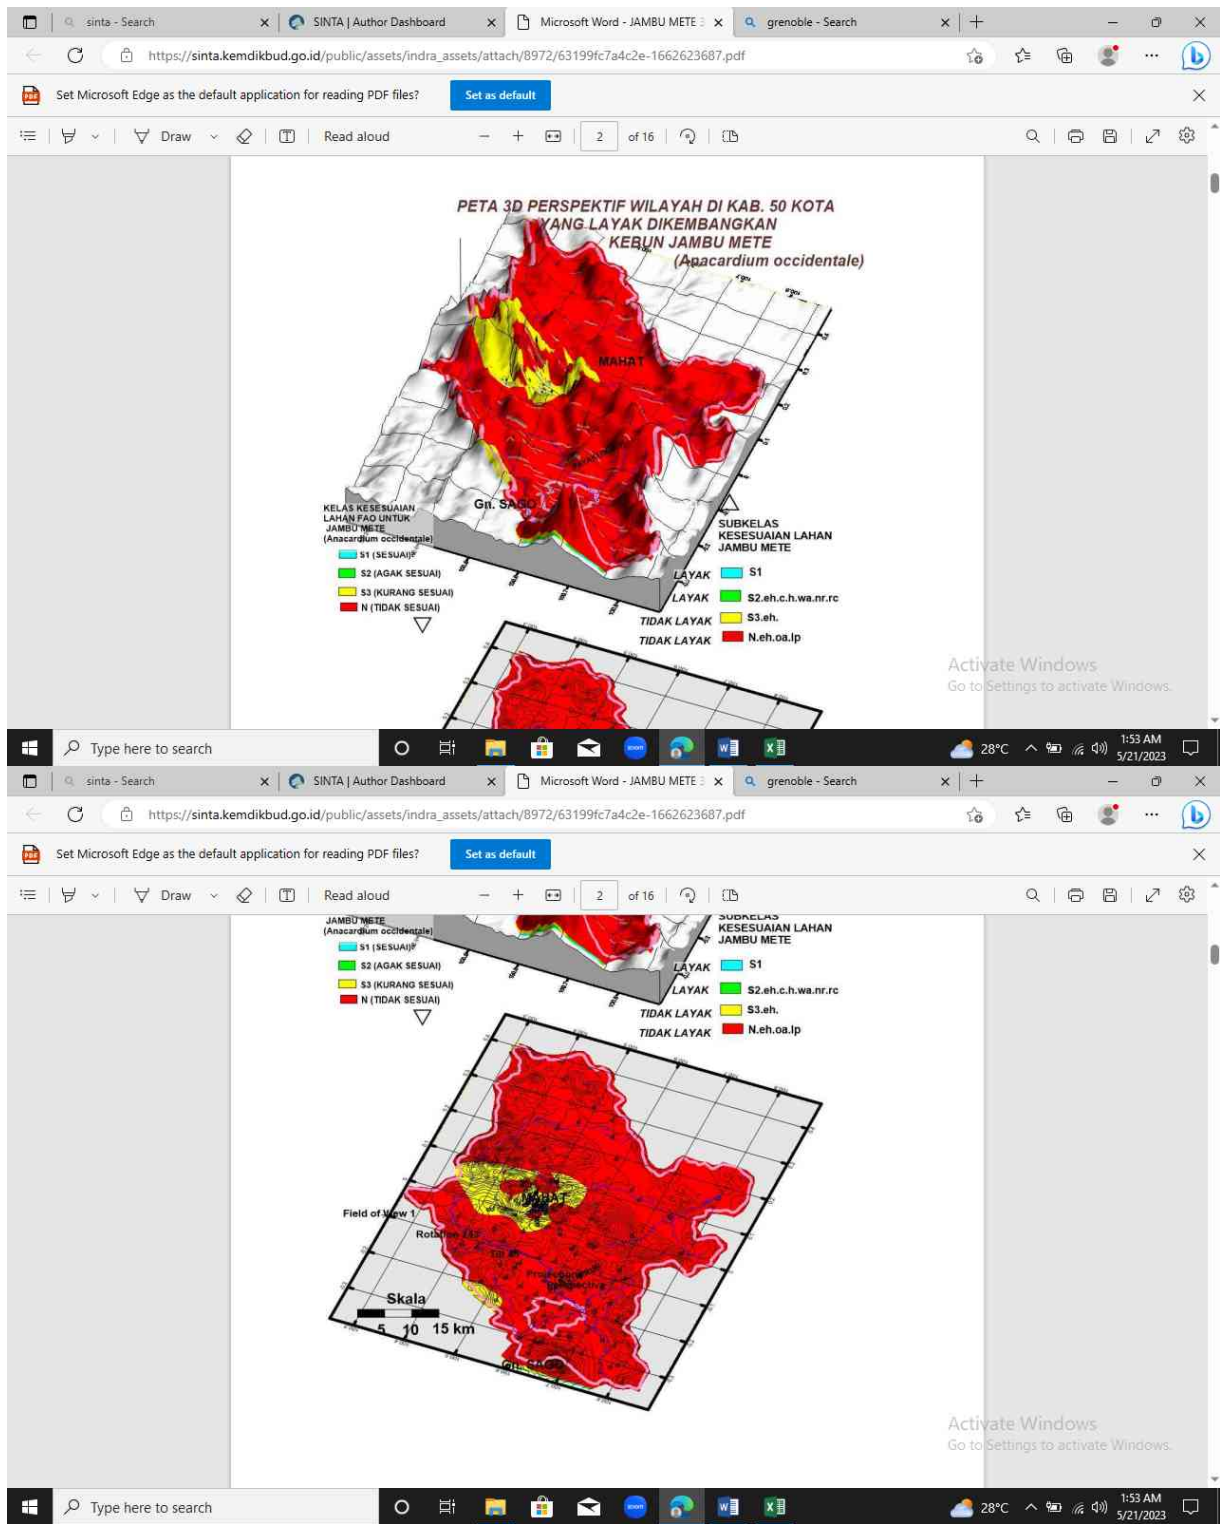 sinta - Search
SINTA | Author Dashboard
Microsoft Word - JAMBU METE 3
grenoble - Search
https://sinta.kemdikbud.go.id/public/assets/indra_assets/attach/8972/63199fc7a4c2e-1662623687.pdf
Set Microsoft Edge as the default application for reading PDF files?
Set as default
Draw
Read aloud
2
of 16
PETA 3D PERSPEKTIF WILAYAH DI KAB. 50 KOTA
YANG LAYAK DIKEMBANGKAN
KEBUN JAMBU METE
(Anacardium occidentale)
MAHAT
Gn. SAGO
KELAS KESESUAIAN
LAHAN FAO UNTUK
JAMBU METE
(Anacardium occidentale)
S1 (SESUAI)
S2 (AGAK SESUAI)
S3 (KURANG SESUAI)
N (TIDAK SESUAI)
SUBKELAS
KESESUAIAN LAHAN
JAMBU METE
LAYAK S1
LAYAK S2.eh.c.h.wa.nr.rc
TIDAK LAYAK S3.eh.
TIDAK LAYAK N.eh.oa.lp
Activate Windows
Go to Settings to activate Windows.
Type here to search
zoom
28°C
1:53 AM
5/21/2023
sinta - Search
SINTA | Author Dashboard
Microsoft Word - JAMBU METE 3
grenoble - Search
https://sinta.kemdikbud.go.id/public/assets/indra_assets/attach/8972/63199fc7a4c2e-1662623687.pdf
Set Microsoft Edge as the default application for reading PDF files?
Set as default
Draw
Read aloud
2
of 16
JAMBU METE
(Anacardium occidentale)
S1 (SESUAI)
S2 (AGAK SESUAI)
S3 (KURANG SESUAI)
N (TIDAK SESUAI)
SUBKELAS
KESESUAIAN LAHAN
JAMBU METE
LAYAK S1
LAYAK S2.eh.c.h.wa.nr.rc
TIDAK LAYAK S3.eh.
TIDAK LAYAK N.eh.oa.lp
MAHAT
Field of View 1
Skala
5 10 15 km
Gn. SAGO
Activate Windows
Go to Settings to activate Windows.
Type here to search
zoom
28°C
1:53 AM
5/21/2023